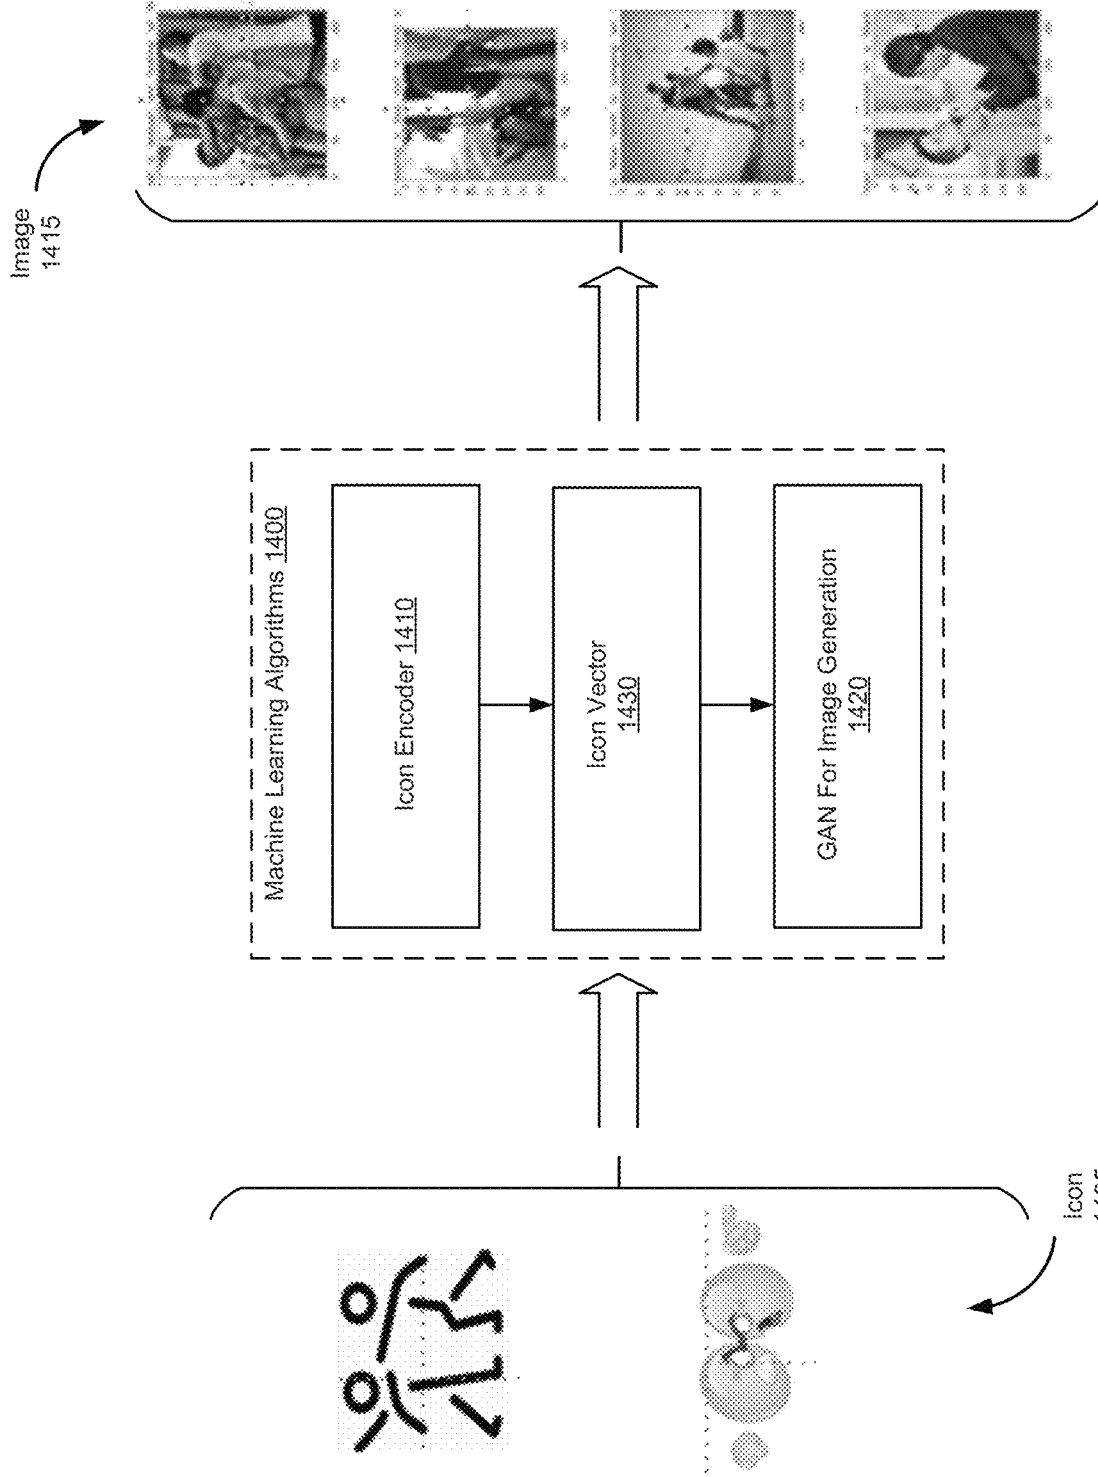 Image
1415
Machine Learning Algorithms 1400
Icon Encoder 1410
Icon Vector
1430
GAN For Image Generation
1420
Icon